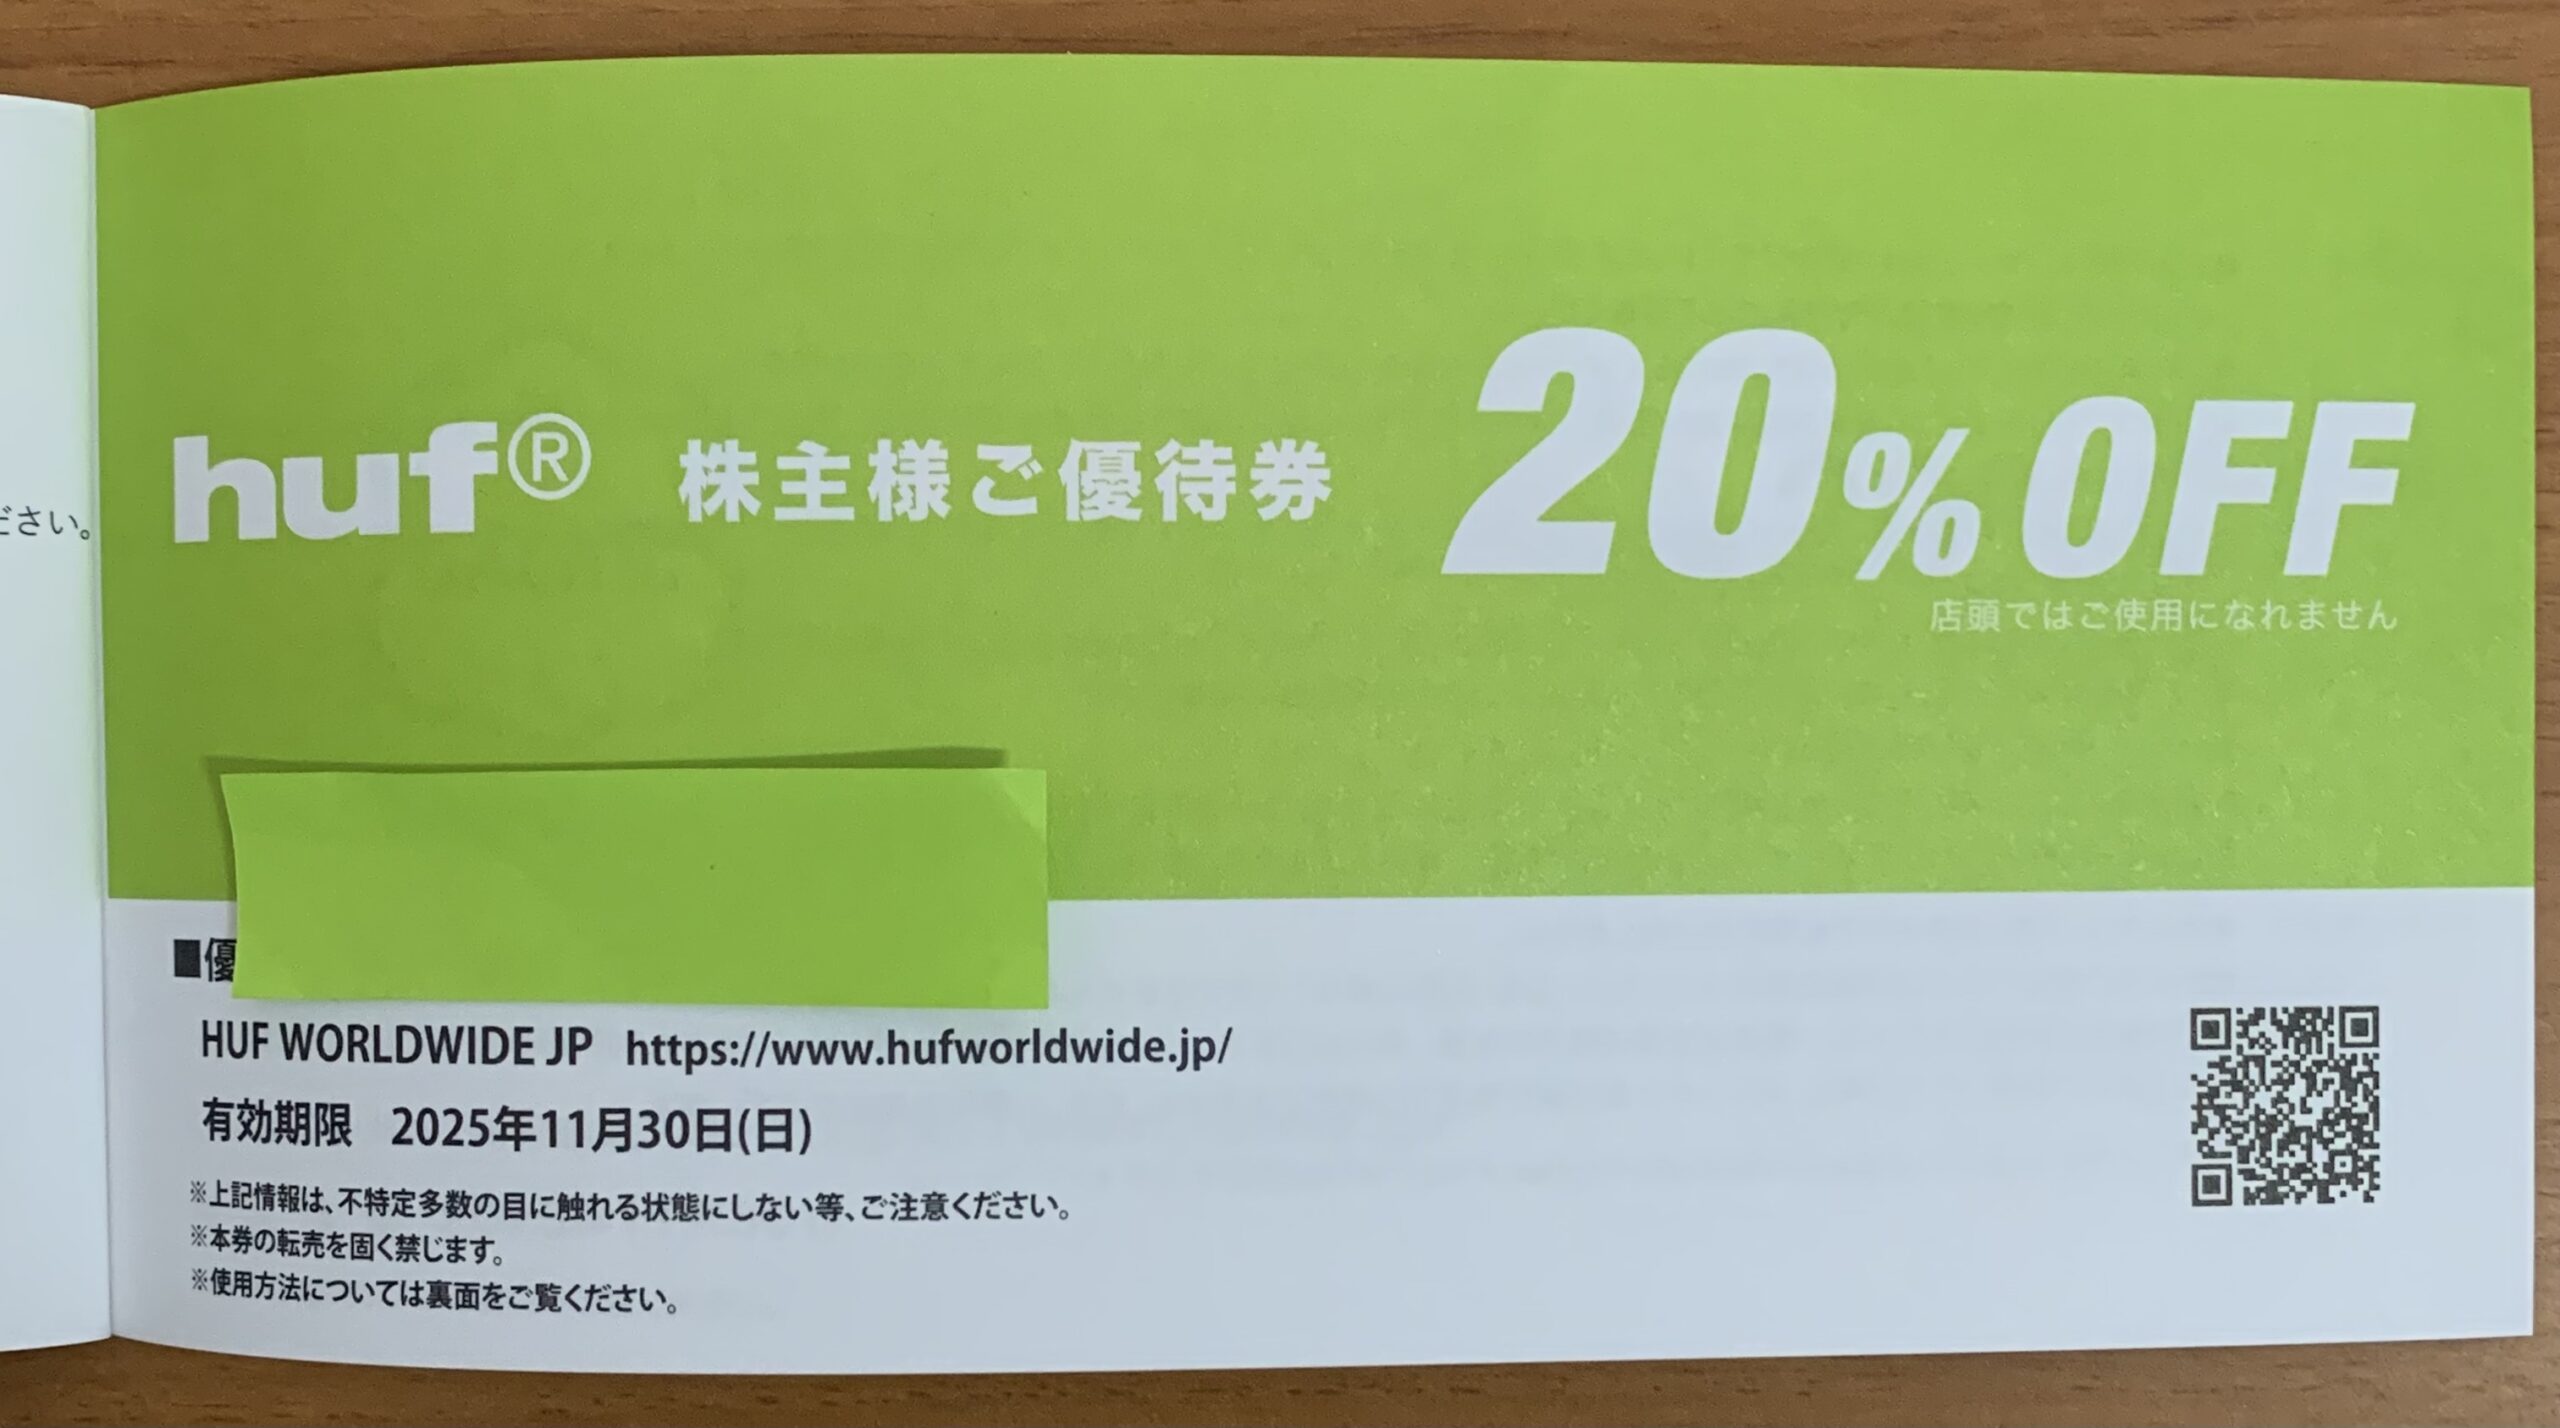 ださい。
huf® 株主様ご優待券 20% OFF
店頭ではご使用になれません
■優
HUF WORLDWIDE JP https://www.hufworldwide.jp/
有効期限 2025年11月30日(日)
※上記情報は、不特定多数の目に触れる状態にしない等、ご注意ください。
※本券の転売を固く禁じます。
※使用方法については裏面をご覧ください。